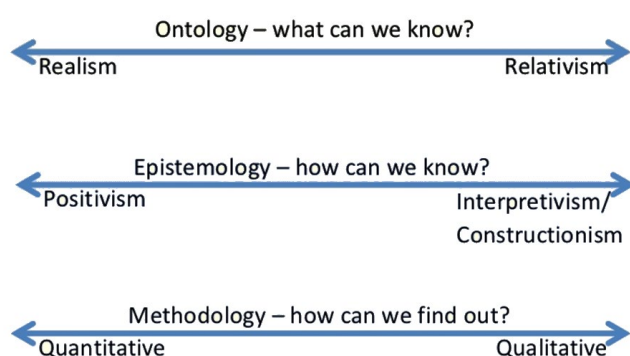 Ontology – what can we know?
Realism Relativism
Epistemology – how can we know?
Positivism Interpretivism/
Constructionism
Methodology – how can we find out?
Quantitative Qualitative